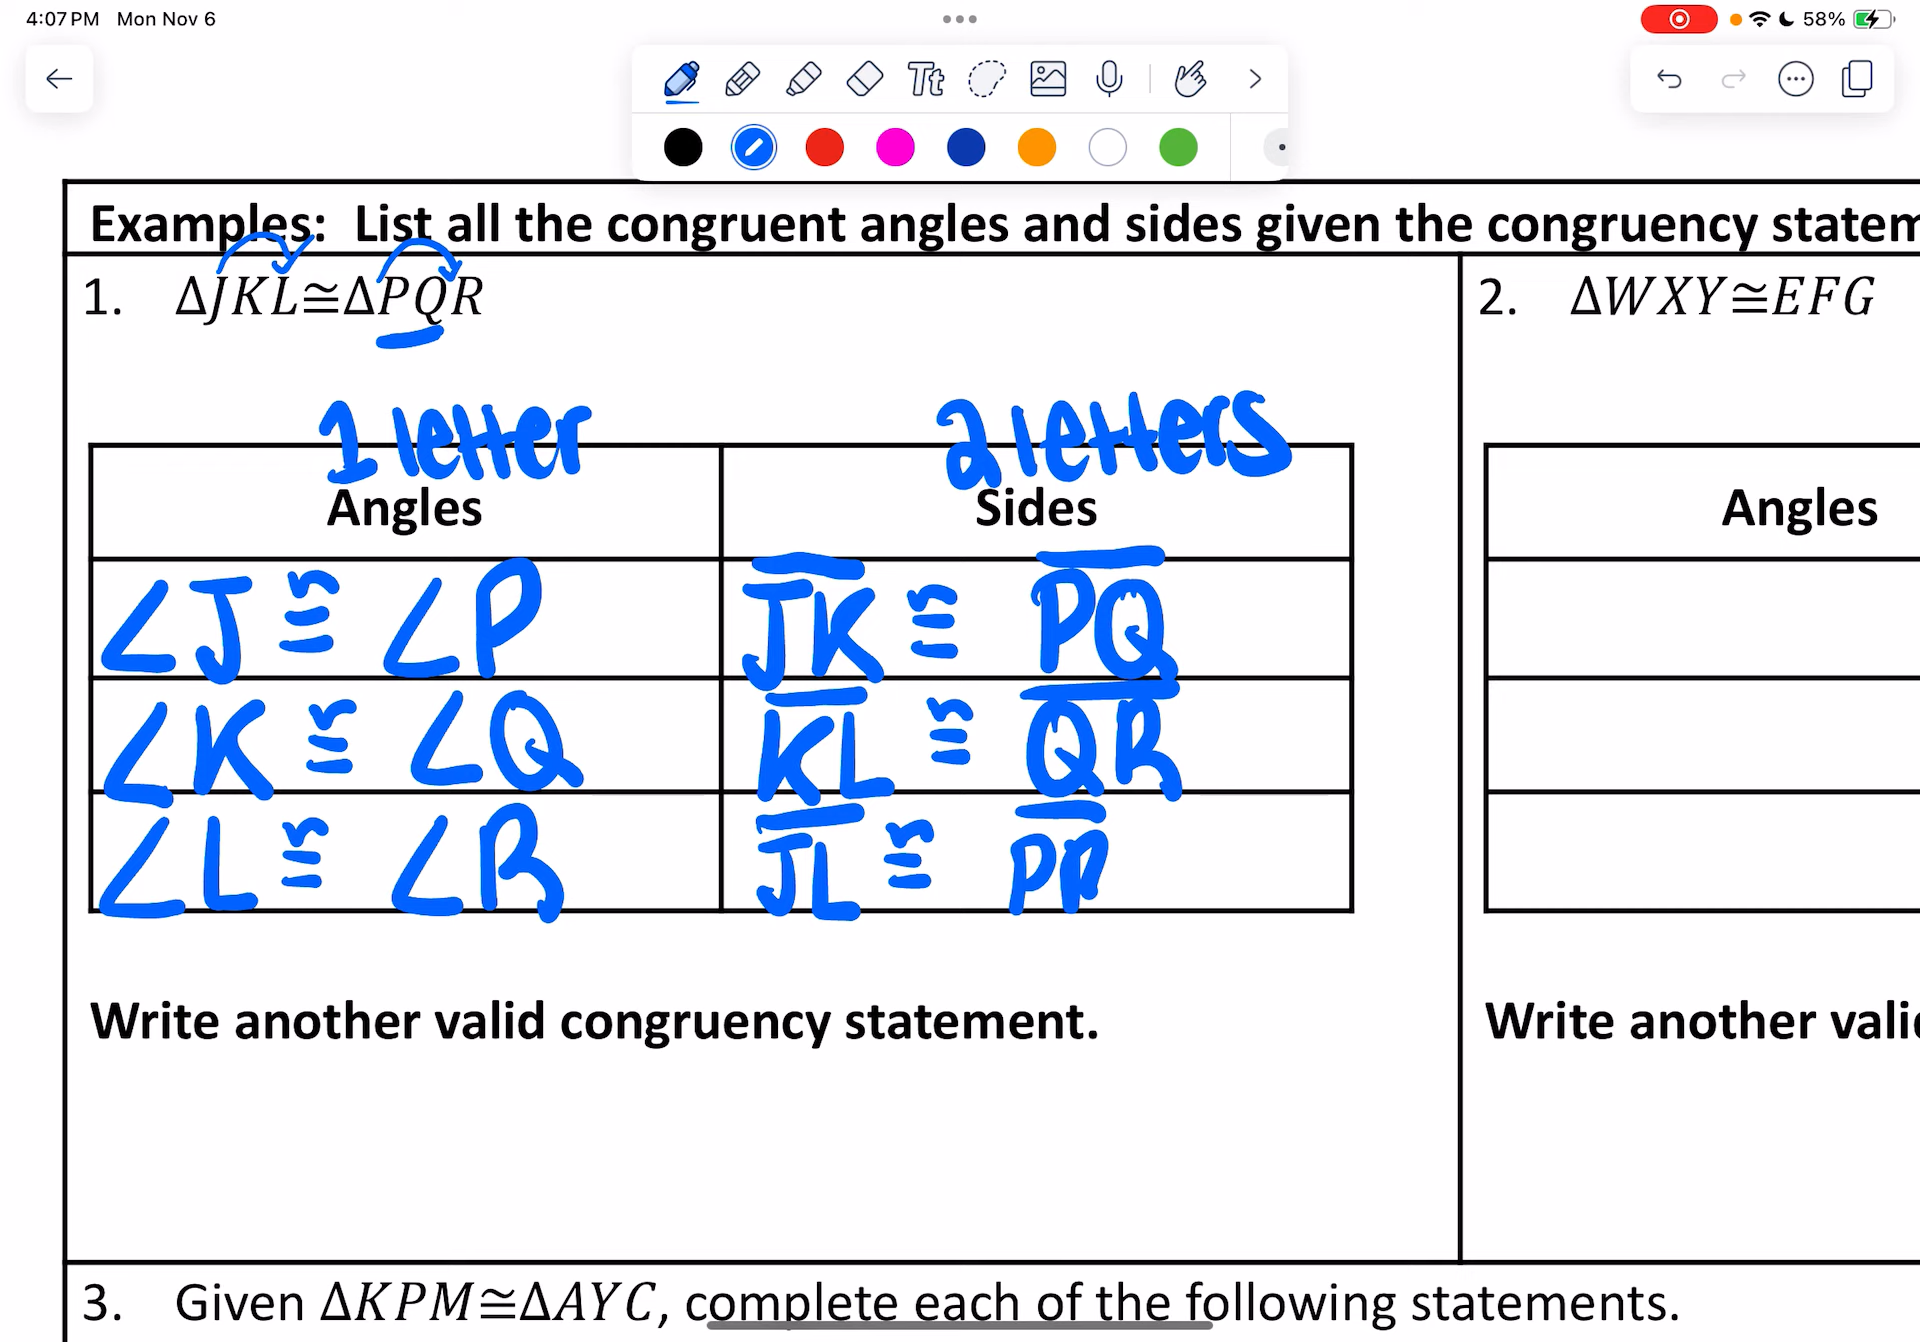 4:07 PM Mon Nov 6
58%
Tt
Examples: List all the congruent angles and sides given the congruency statem
1. ΔJKL≅ΔPQR
2. ΔWXY≅EFG
1 letter
2 letters
Angles
Sides
Angles
∠J ≅ ∠P
JK ≅ PQ
∠K ≅ ∠Q
KL ≅ QR
∠L ≅ ∠R
JL ≅ PR
Write another valid congruency statement.
Write another valid
3. Given ΔKPM≅ΔAYC, complete each of the following statements.